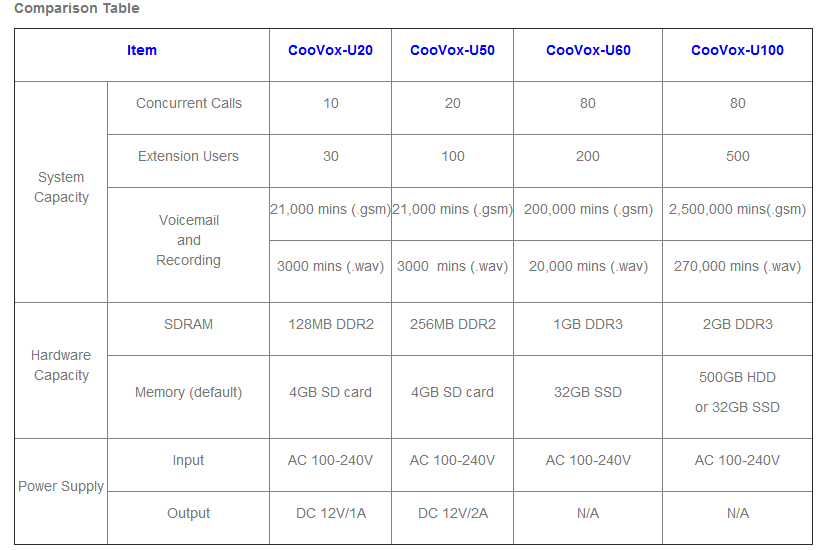 Comparison Table
Item CooVox-U20 CooVox-U50 CooVox-U60 CooVox-U100
System Capacity
Concurrent Calls 10 20 80 80
Extension Users 30 100 200 500
Voicemail and Recording
21,000 mins (.gsm) 21,000 mins (.gsm) 200,000 mins (.gsm) 2,500,000 mins(.gsm)
3000 mins (.wav) 3000 mins (.wav) 20,000 mins (.wav) 270,000 mins (.wav)
Hardware Capacity
SDRAM 128MB DDR2 256MB DDR2 1GB DDR3 2GB DDR3
Memory (default) 4GB SD card 4GB SD card 32GB SSD 500GB HDD or 32GB SSD
Power Supply
Input AC 100-240V AC 100-240V AC 100-240V AC 100-240V
Output DC 12V/1A DC 12V/2A N/A N/A